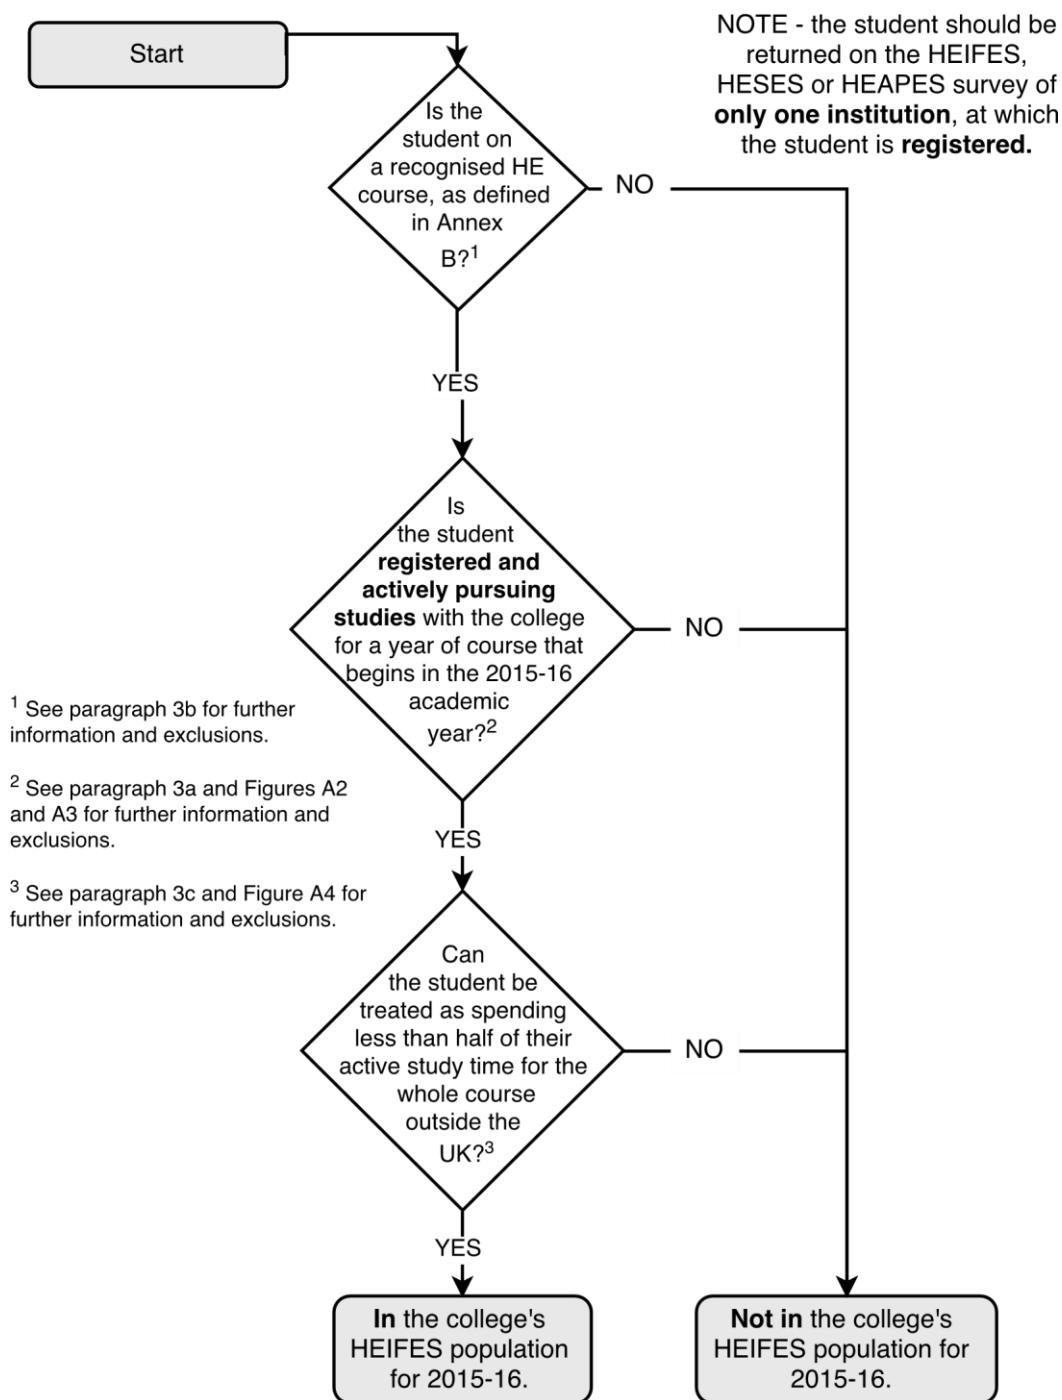 Start
NOTE - the student should be
returned on the HEIFES,
HESES or HEAPES survey of
only one institution, at which
the student is registered.
Is the
student on
a recognised HE
course, as defined
in Annex
B?1
NO
YES
Is
the student
registered and
actively pursuing
studies with the college
for a year of course that
begins in the 2015-16
academic
year?2
NO
1 See paragraph 3b for further
information and exclusions.
2 See paragraph 3a and Figures A2
and A3 for further information and
exclusions.
3 See paragraph 3c and Figure A4 for
further information and exclusions.
YES
Can
the student be
treated as spending
less than half of their
active study time for the
whole course
outside the
UK?3
NO
YES
In the college's
HEIFES population
for 2015-16.
Not in the college's
HEIFES population for
2015-16.